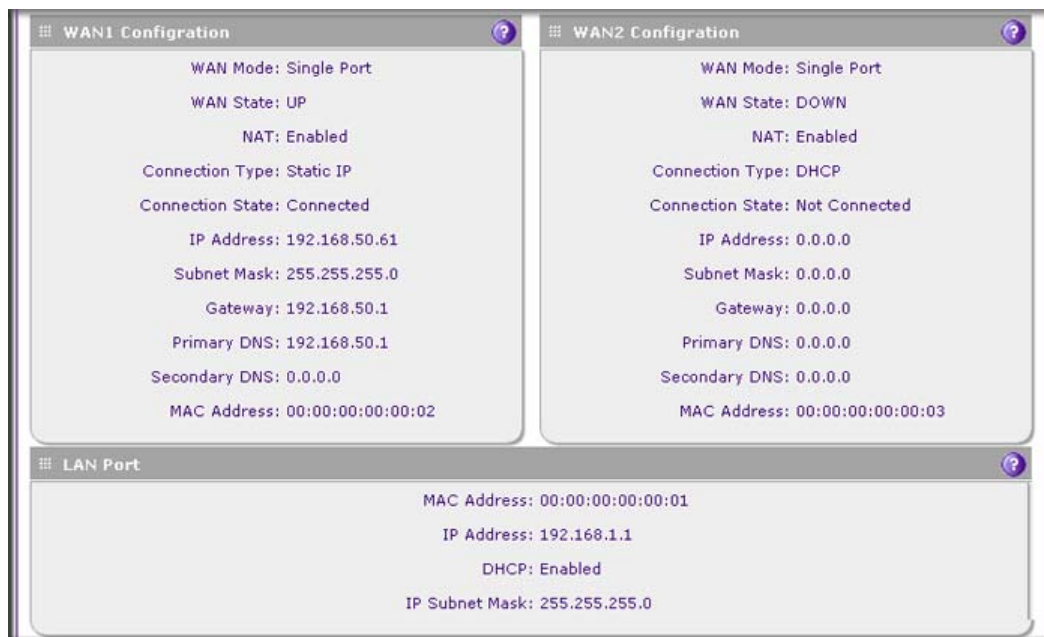 WAN1 Configration
WAN Mode: Single Port
WAN State: UP
NAT: Enabled
Connection Type: Static IP
Connection State: Connected
IP Address: 192.168.50.61
Subnet Mask: 255.255.255.0
Gateway: 192.168.50.1
Primary DNS: 192.168.50.1
Secondary DNS: 0.0.0.0
MAC Address: 00:00:00:00:00:02
WAN2 Configration
WAN Mode: Single Port
WAN State: DOWN
NAT: Enabled
Connection Type: DHCP
Connection State: Not Connected
IP Address: 0.0.0.0
Subnet Mask: 0.0.0.0
Gateway: 0.0.0.0
Primary DNS: 0.0.0.0
Secondary DNS: 0.0.0.0
MAC Address: 00:00:00:00:00:03
LAN Port
MAC Address: 00:00:00:00:00:01
IP Address: 192.168.1.1
DHCP: Enabled
IP Subnet Mask: 255.255.255.0